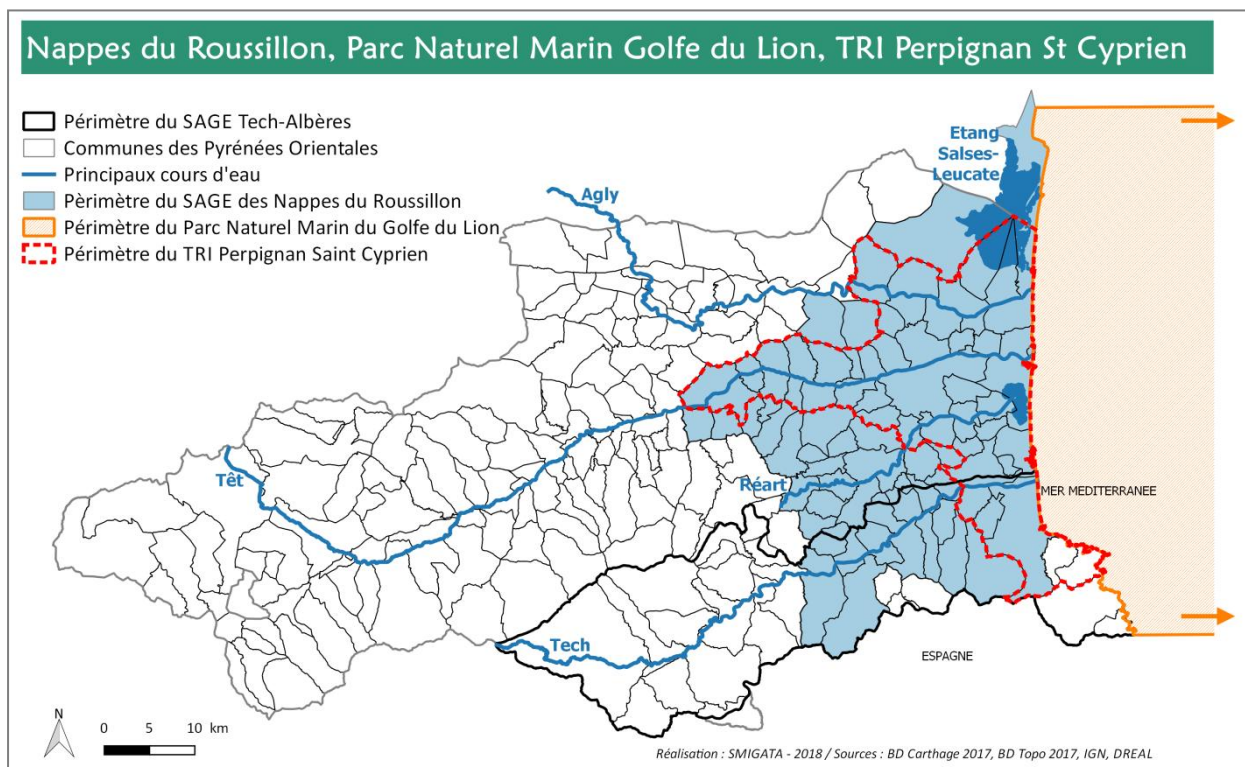 Nappes du Roussillon, Parc Naturel Marin Golfe du Lion, TRI Perpignan St Cyprien
Périmètre du SAGE Tech-Albères
Communes des Pyrénées Orientales
Principaux cours d'eau
Pèrimètre du SAGE des Nappes du Roussillon
Périmètre du Parc Naturel Marin du Golfe du Lion
Périmètre du TRI Perpignan Saint Cyprien
Etang
Salses-
Leucate
Agly
Têt
Réart
MER MEDITERRANEE
Tech
ESPAGNE
N
0 5 10 km
Réalisation : SMIGATA - 2018 / Sources : BD Carthage 2017, BD Topo 2017, IGN, DREAL